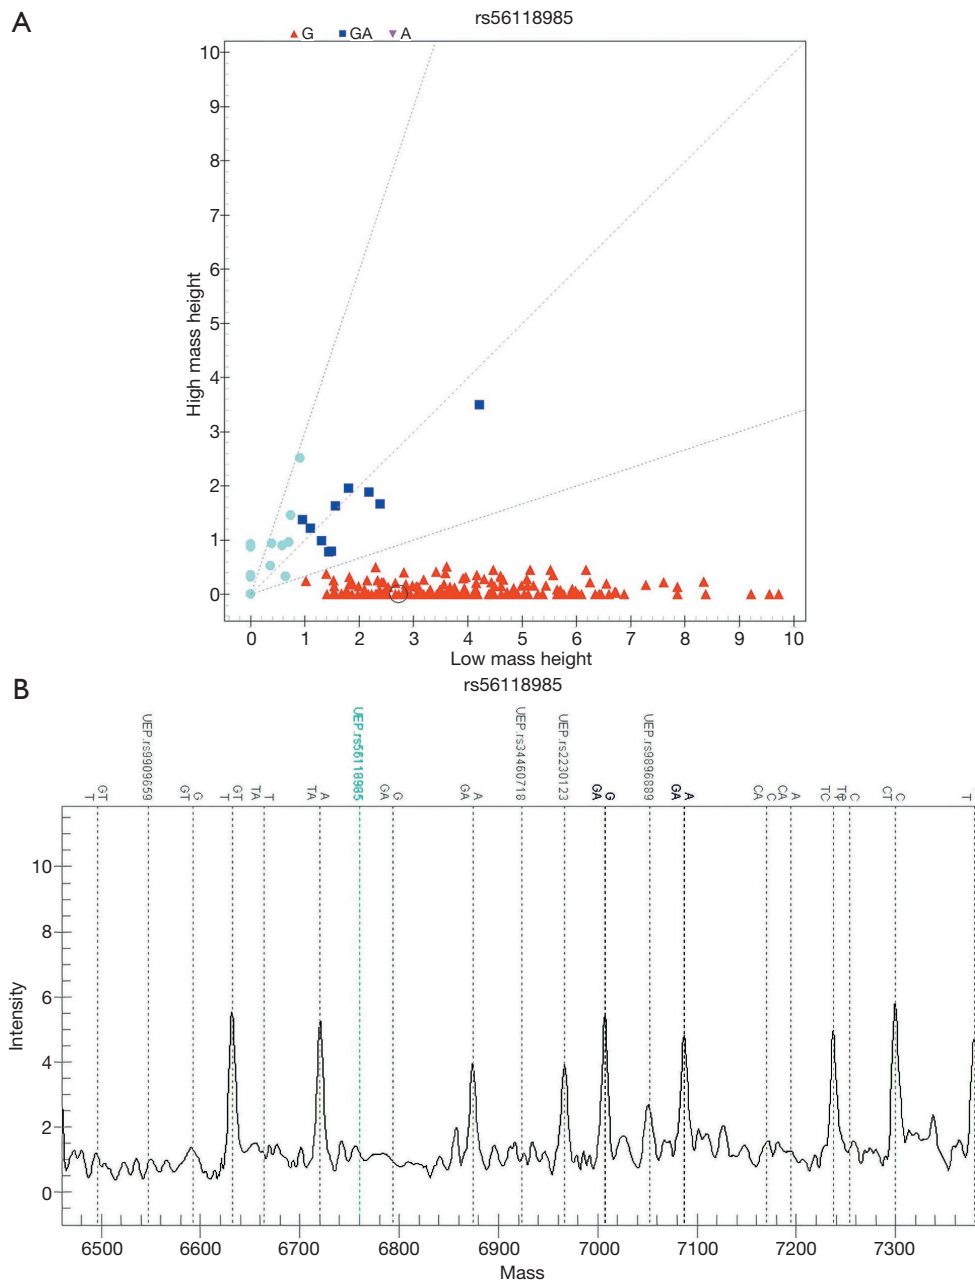 A
rs56118985
G GA A
10
9
8
7
6
5
4
3
2
1
0
High mass height
0 1 2 3 4 5 6 7 8 9 10
Low mass height
B
rs56118985
UEP.rs9909659
UEP.rs56118985
UEP.rs34460718
UEP.rs2230123
UEP.rs9896889
T GT GT G T GT TA T TA A GA G GA A GA G GA A CA C CA A TC TC C CT C T
10
8
6
4
2
0
Intensity
6500 6600 6700 6800 6900 7000 7100 7200 7300
Mass